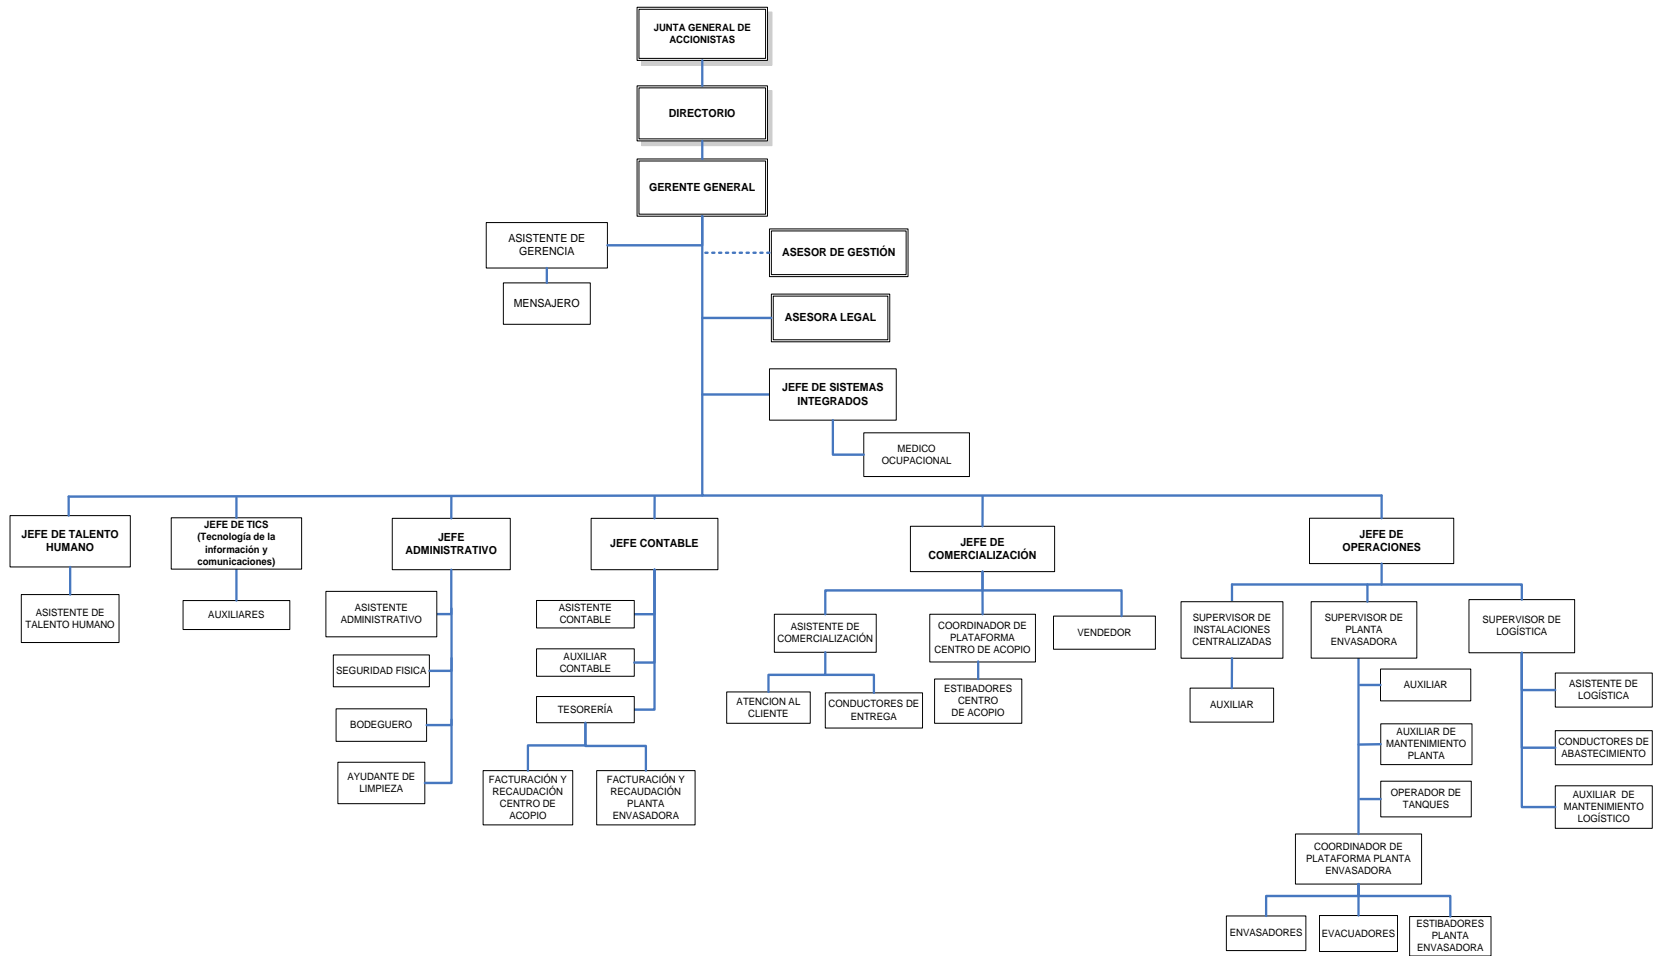 JUNTA GENERAL DE
ACCIONISTAS
DIRECTORIO
GERENTE GENERAL
ASISTENTE DE
GERENCIA
ASESOR DE GESTIÓN
MENSAJERO
ASESORA LEGAL
JEFE DE SISTEMAS
INTEGRADOS
MEDICO
OCUPACIONAL
JEFE DE TALENTO
HUMANO
JEFE DE TICS
(Tecnología de la
información y
comunicaciones)
JEFE
ADMINISTRATIVO
JEFE CONTABLE
JEFE DE
COMERCIALIZACIÓN
JEFE DE
OPERACIONES
ASISTENTE DE
TALENTO HUMANO
AUXILIARES
ASISTENTE
ADMINISTRATIVO
SEGURIDAD FISICA
BODEGUERO
AYUDANTE DE
LIMPIEZA
ASISTENTE
CONTABLE
AUXILIAR
CONTABLE
TESORERÍA
FACTURACIÓN Y
RECAUDACIÓN
CENTRO DE
ACOPIO
FACTURACIÓN Y
RECAUDACIÓN
PLANTA
ENVASADORA
ASISTENTE DE
COMERCIALIZACIÓN
COORDINADOR DE
PLATAFORMA
CENTRO DE ACOPIO
VENDEDOR
ATENCION AL
CLIENTE
CONDUCTORES DE
ENTREGA
ESTIBADORES
CENTRO
DE ACOPIO
SUPERVISOR DE
INSTALACIONES
CENTRALIZADAS
SUPERVISOR DE
PLANTA
ENVASADORA
SUPERVISOR DE
LOGÍSTICA
AUXILIAR
AUXILIAR
AUXILIAR DE
MANTENIMIENTO
PLANTA
OPERADOR DE
TANQUES
ASISTENTE DE
LOGÍSTICA
CONDUCTORES DE
ABASTECIMIENTO
AUXILIAR DE
MANTENIMIENTO
LOGÍSTICO
COORDINADOR DE
PLATAFORMA PLANTA
ENVASADORA
ENVASADORES
EVACUADORES
ESTIBADORES
PLANTA
ENVASADORA